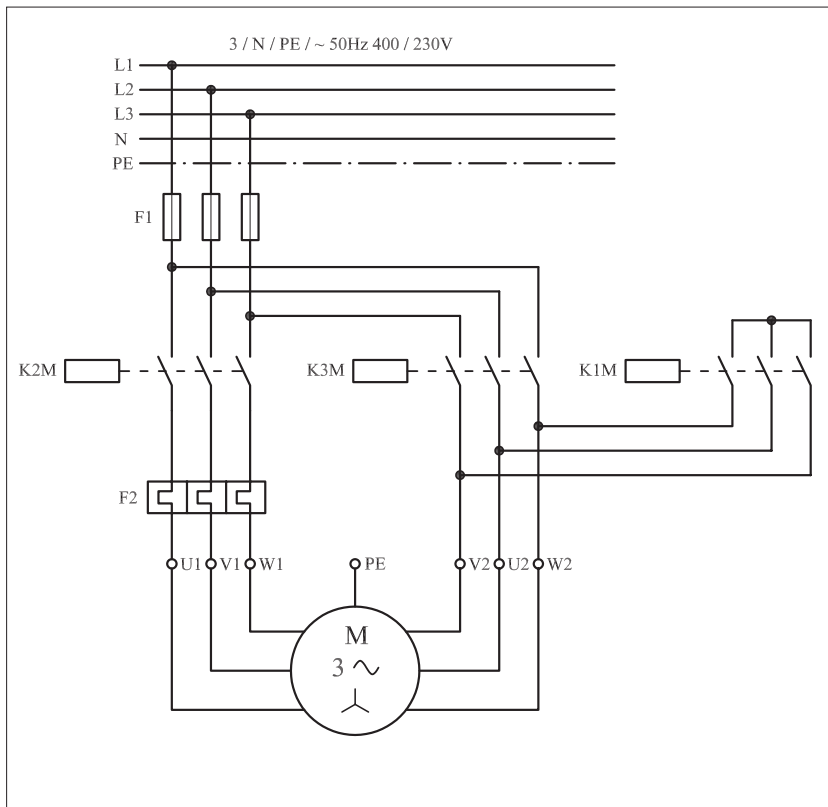 3 / N / PE / ~ 50Hz 400 / 230V
L1
L2
L3
N
PE
F1
K2M
K3M
K1M
F2
U1 V1 W1 PE V2 U2 W2
M
3